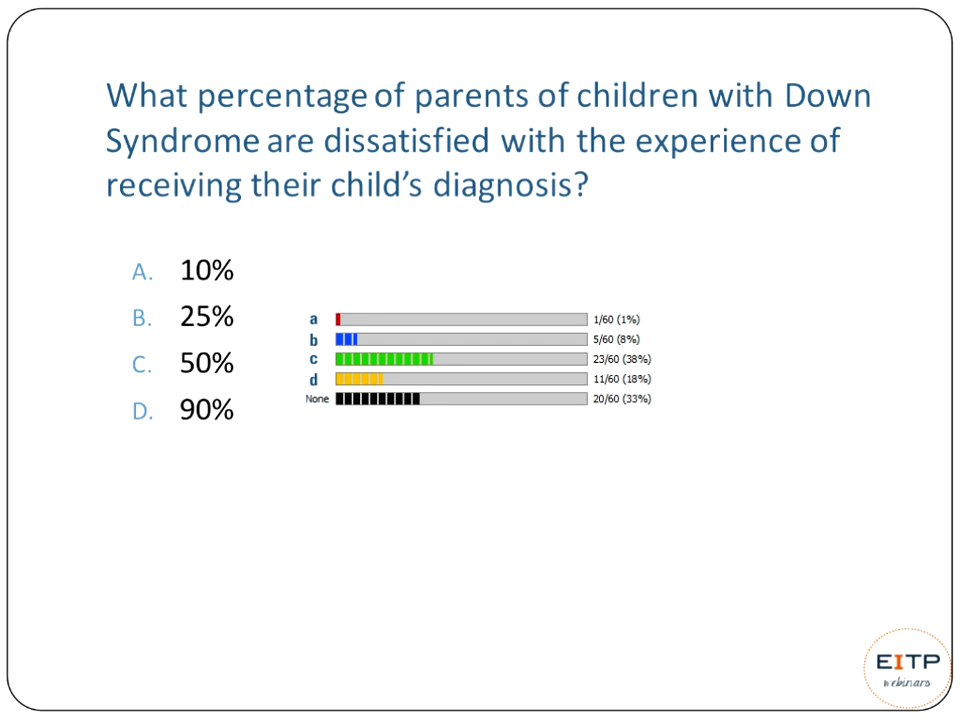 What percentage of parents of children with Down
Syndrome are dissatisfied with the experience of
receiving their child’s diagnosis?
A. 10%
B. 25%
C. 50%
D. 90%
a 1/60 (1%)
b 5/60 (8%)
c 23/60 (38%)
d 11/60 (18%)
None 20/60 (33%)
EITP
webinars